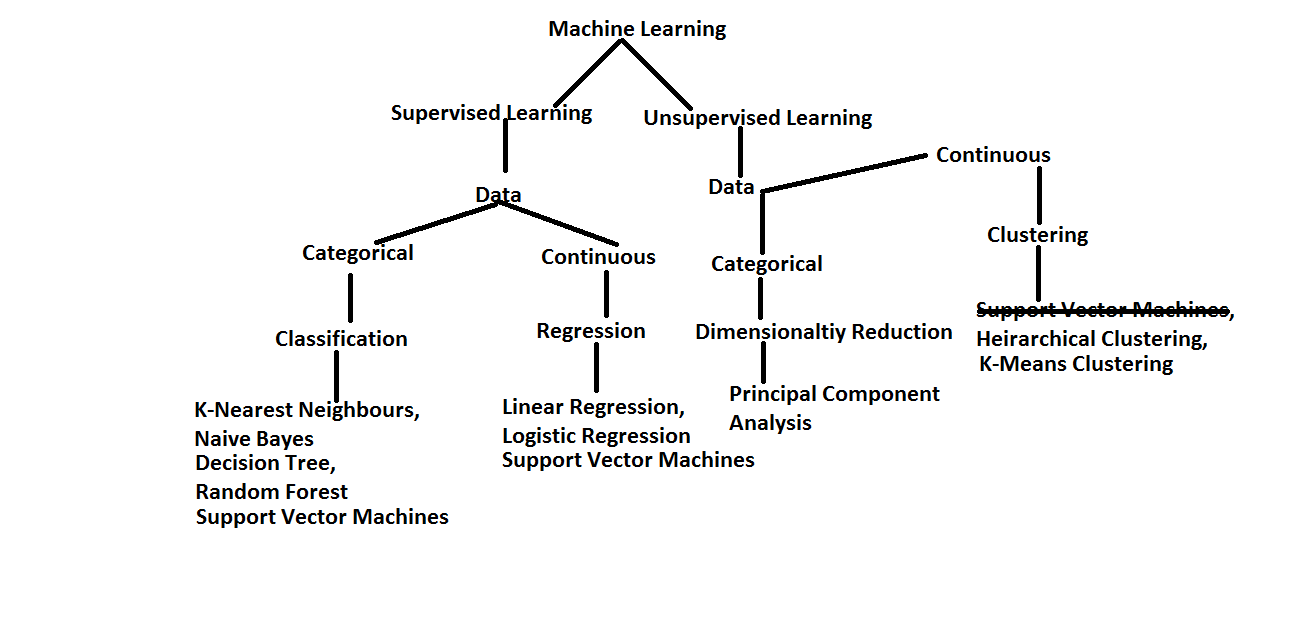 Machine Learning
Supervised Learning
Unsupervised Learning
Continuous
Data
Data
Categorical
Continuous
Categorical
Clustering
Classification
Regression
Dimensionaltiy Reduction
Support Vector Machines,
Heirarchical Clustering,
K-Means Clustering
K-Nearest Neighbours,
Naive Bayes
Decision Tree,
Random Forest
Support Vector Machines
Linear Regression,
Logistic Regression
Support Vector Machines
Principal Component
Analysis